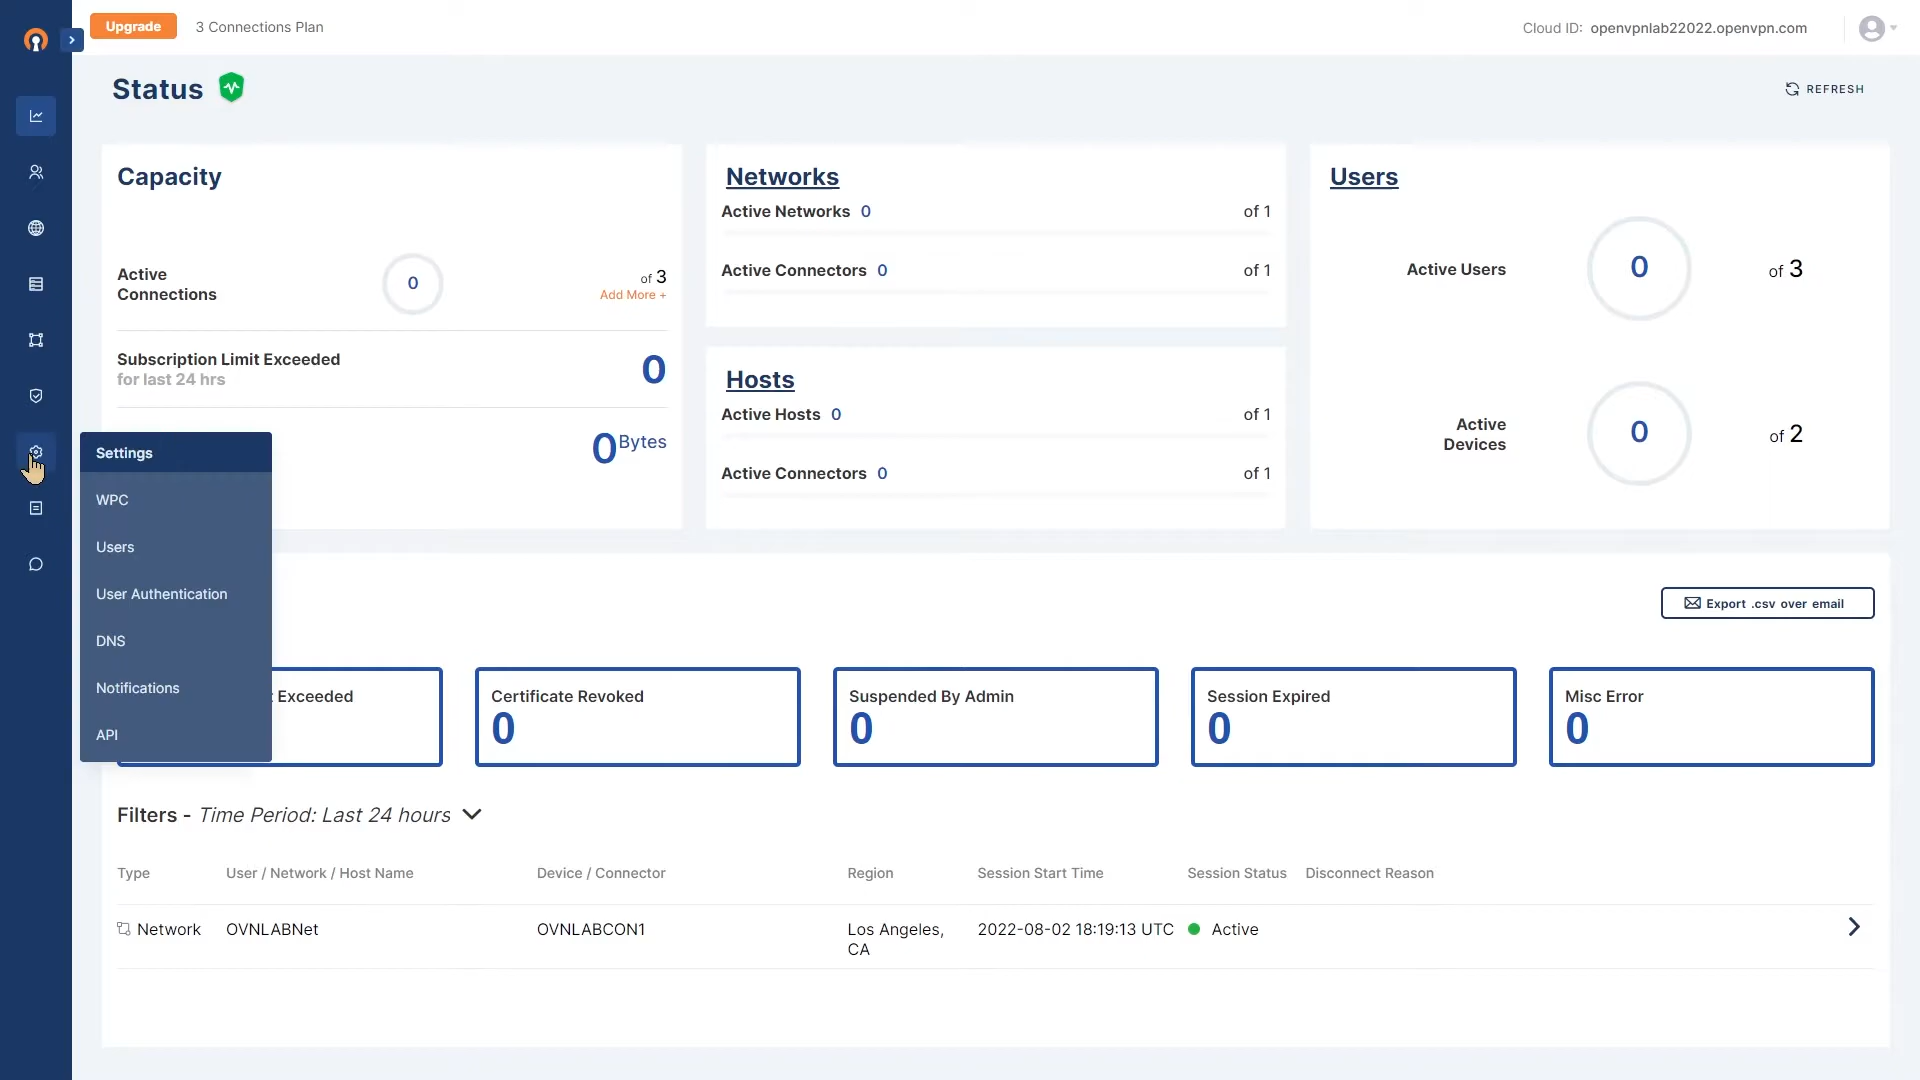 Upgrade
3 Connections Plan
Cloud ID: openvpnlab22022.openvpn.com
Status
REFRESH
Capacity
Active
Connections
0
of 3
Add More +
Subscription Limit Exceeded
for last 24 hrs
0
0 Bytes
Networks
Active Networks 0
of 1
Active Connectors 0
of 1
Hosts
Active Hosts 0
of 1
Active Connectors 0
of 1
Users
Active Users
0
of 3
Active
Devices
0
of 2
Settings
WPC
Users
User Authentication
DNS
Notifications
API
Export .csv over email
Exceeded
Certificate Revoked
0
Suspended By Admin
0
Session Expired
0
Misc Error
0
Filters - Time Period: Last 24 hours
Type
User / Network / Host Name
Device / Connector
Region
Session Start Time
Session Status
Disconnect Reason
Network
OVNLABNet
OVNLABCON1
Los Angeles,
CA
2022-08-02 18:19:13 UTC
Active